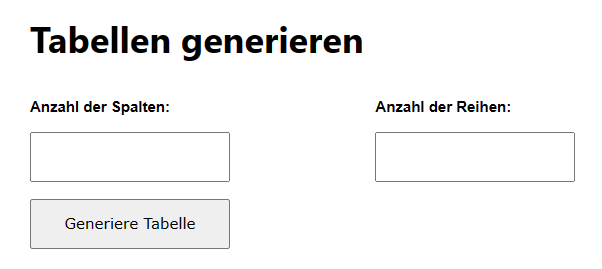 Tabellen generieren
Anzahl der Spalten:
Anzahl der Reihen:
Generiere Tabelle